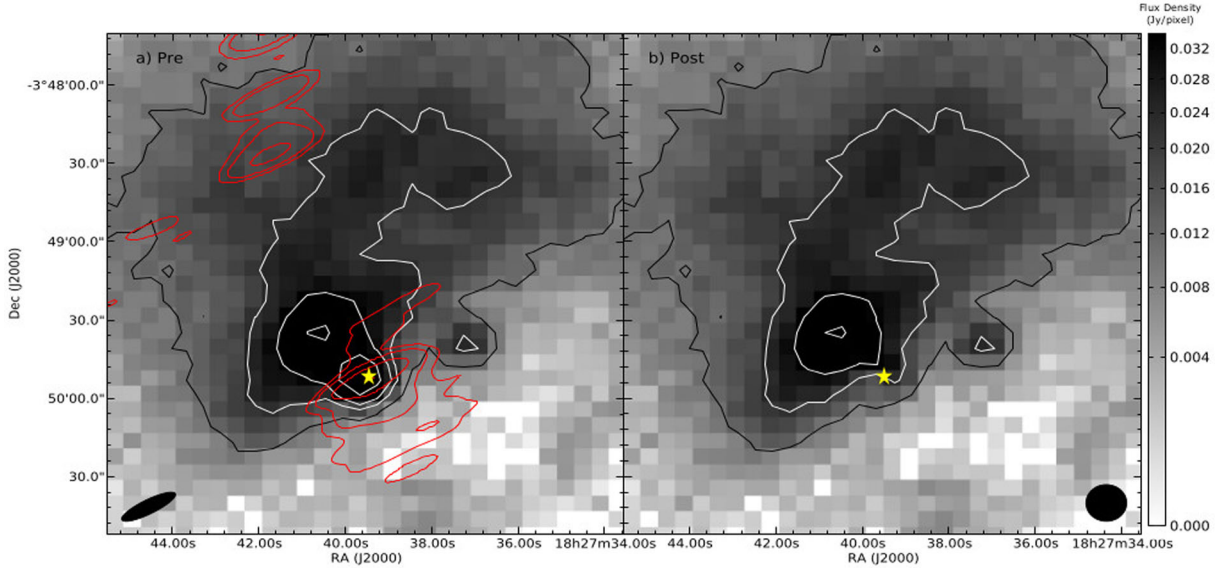 Flux Density
(Jy/pixel)
a) Pre
b) Post
0.032
0.028
0.024
0.020
0.016
0.012
0.008
0.004
0.000
-3°48'00.0"
30.0"
49'00.0"
30.0"
50'00.0"
30.0"
Dec (J2000)
44.00s
42.00s
40.00s
38.00s
36.00s
18h27m34.00s
42.00s
40.00s
38.00s
36.00s
18h27m34.00s
RA (J2000)
RA (J2000)